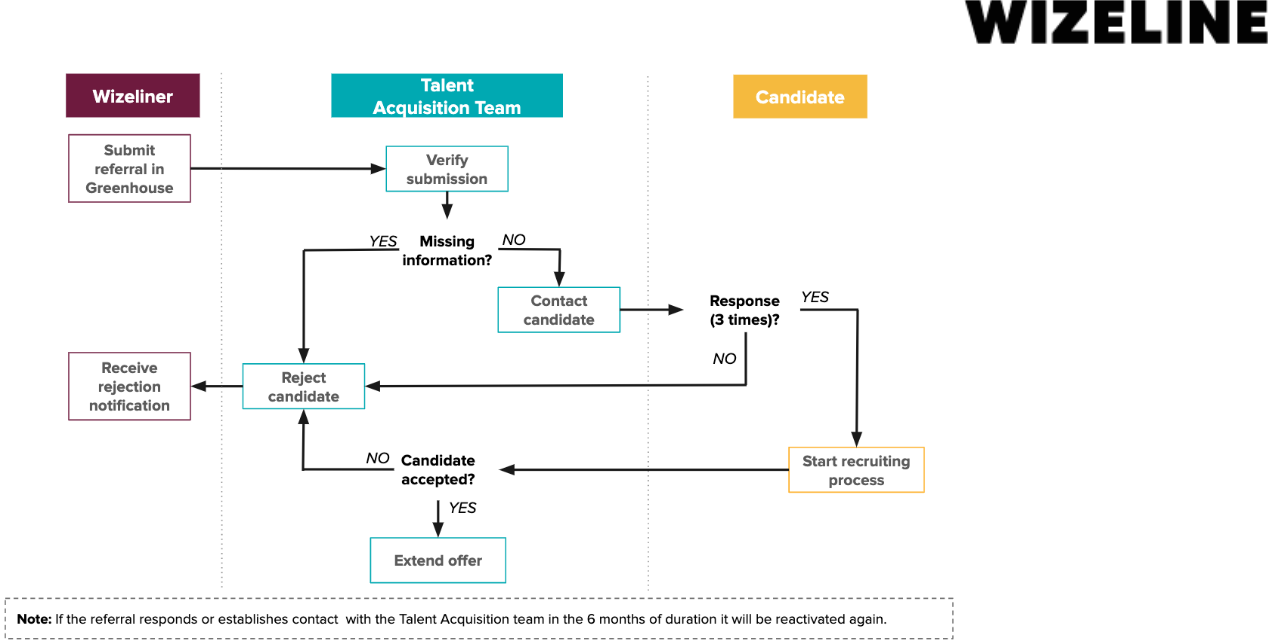 WIZELINE
Wizeliner
Talent
Acquisition Team
Candidate
Submit
referral in
Greenhouse
Verify
submission
YES
Missing
information?
NO
Contact
candidate
Response
(3 times)?
YES
NO
Receive
rejection
notification
Reject
candidate
NO
Candidate
accepted?
Start recruiting
process
YES
Extend offer
Note: If the referral responds or establishes contact with the Talent Acquisition team in the 6 months of duration it will be reactivated again.